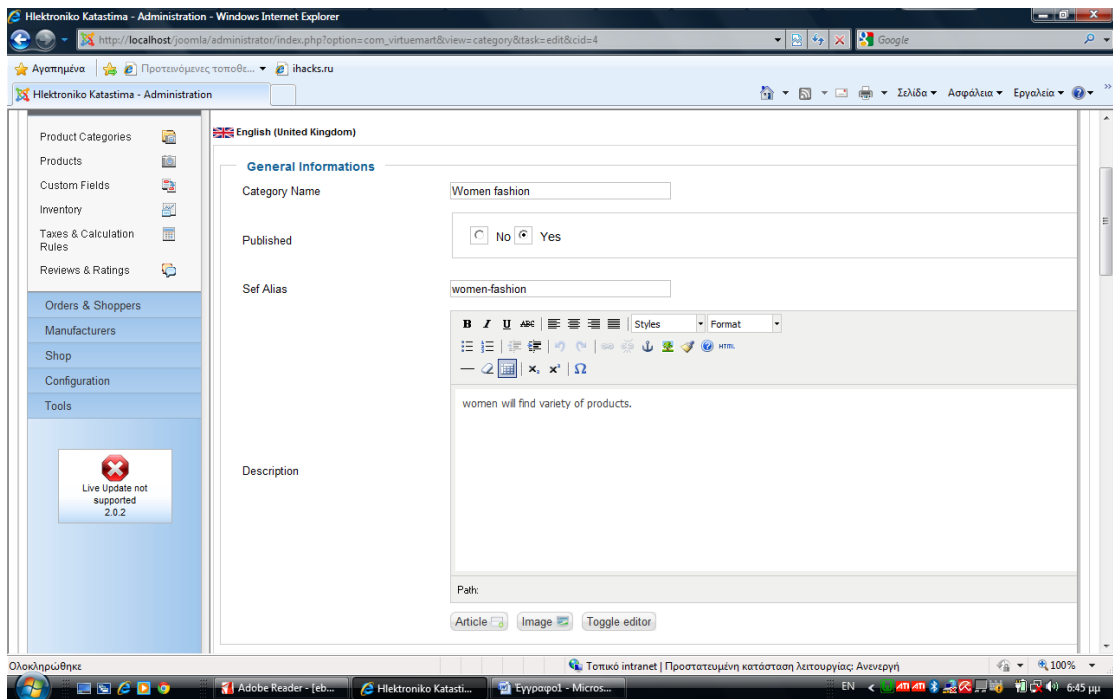 Hlektroniko Katastima - Administration - Windows Internet Explorer
http://localhost/joomla/administrator/index.php?option=com_virtuemart&view=category&task=edit&cid=4
Google
Αγαπημένα
Προτεινόμενες τοποθε...
ihacks.ru
Hlektroniko Katastima - Administration
Σελίδα
Ασφάλεια
Εργαλεία
»
Product Categories
Products
Custom Fields
Inventory
Taxes & Calculation
Rules
Reviews & Ratings
Orders & Shoppers
Manufacturers
Shop
Configuration
Tools
Live Update not
supported
2.0.2
English (United Kingdom)
General Informations
Category Name
Women fashion
Published
No Yes
Sef Alias
women-fashion
B I U ABC Styles Format
HTML
x, x² Ω
women will find variety of products.
Description
Path:
Article Image Toggle editor
Ολοκληρώθηκε
Τοπικό intranet | Προστατευμένη κατάσταση λειτουργίας: Ανενεργή
100%
Adobe Reader - [eb...
Hlektroniko Katasti...
Έγγραφο1 - Micros...
EN
6:45 μμ